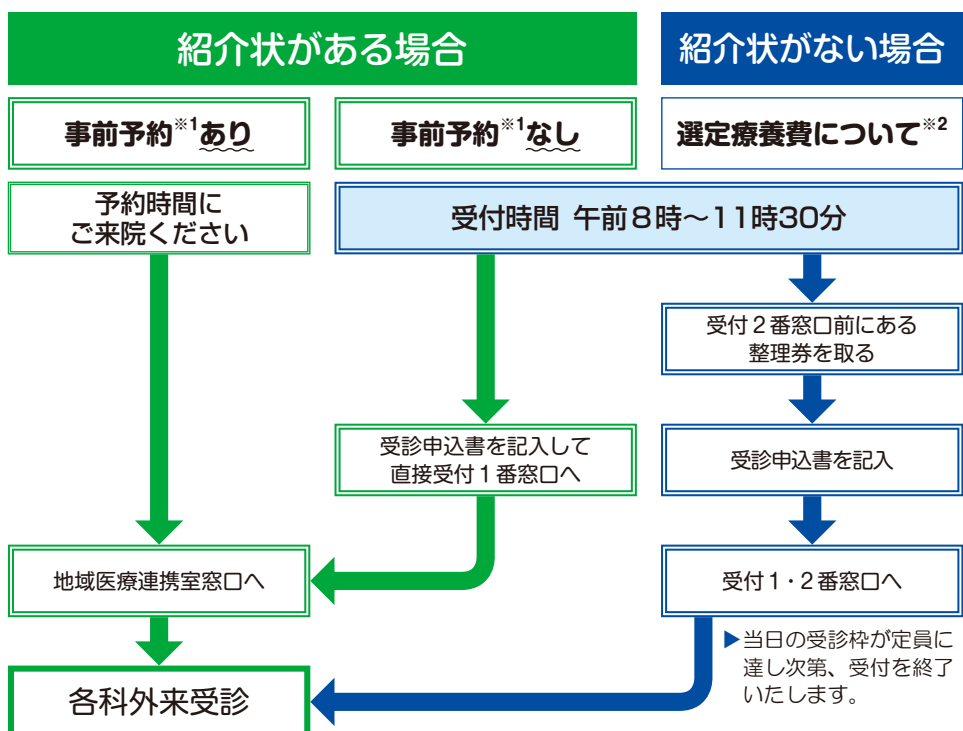 紹介状がある場合
紹介状がない場合
事前予約※1あり
事前予約※1なし
選定療養費について※2
予約時間に
ご来院ください
受付時間 午前8時～11時30分
受付2番窓口前にある
整理券を取る
受診申込書を記入して
直接受付1番窓口へ
受診申込書を記入
地域医療連携室窓口へ
受付1・2番窓口へ
▶当日の受診枠が定員に
達し次第、受付を終了
いたします。
各科外来受診